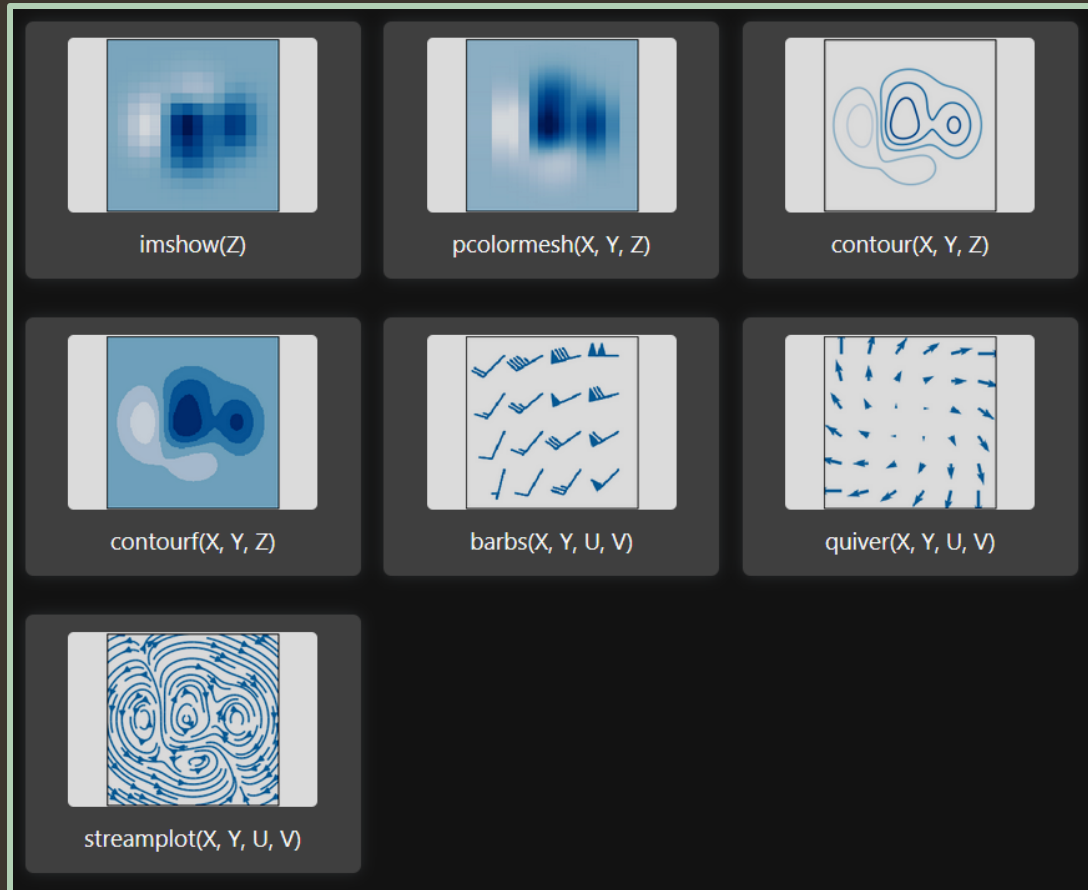 imshow(Z)
pcolormesh(X, Y, Z)
contour(X, Y, Z)
contourf(X, Y, Z)
barbs(X, Y, U, V)
quiver(X, Y, U, V)
streamplot(X, Y, U, V)